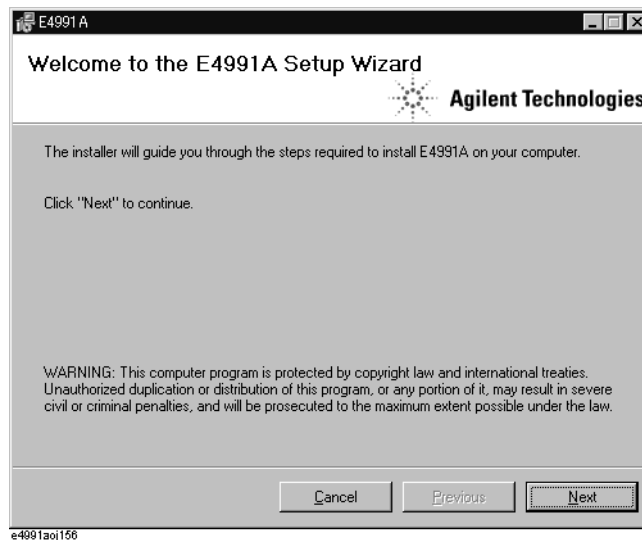 E4991A
Welcome to the E4991A Setup Wizard
Agilent Technologies
The installer will guide you through the steps required to install E4991A on your computer.
Click "Next" to continue.
WARNING: This computer program is protected by copyright law and international treaties.
Unauthorized duplication or distribution of this program, or any portion of it, may result in severe
civil or criminal penalties, and will be prosecuted to the maximum extent possible under the law.
Cancel Previous Next
e4991aoj156